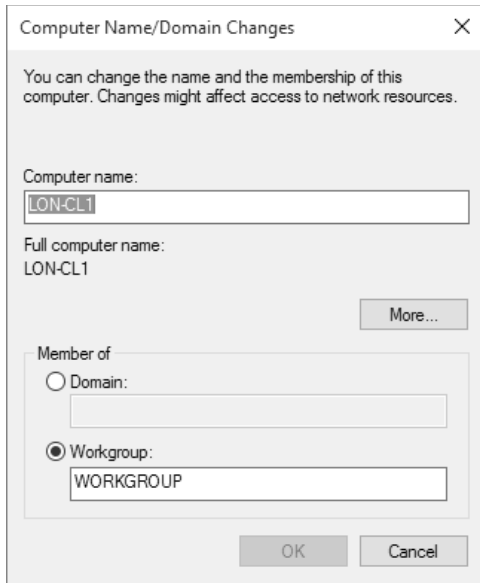 Computer Name/Domain Changes
You can change the name and the membership of this
computer. Changes might affect access to network resources.
Computer name:
LON-CL1
Full computer name:
LON-CL1
More...
Member of
Domain:
Workgroup:
WORKGROUP
OK Cancel